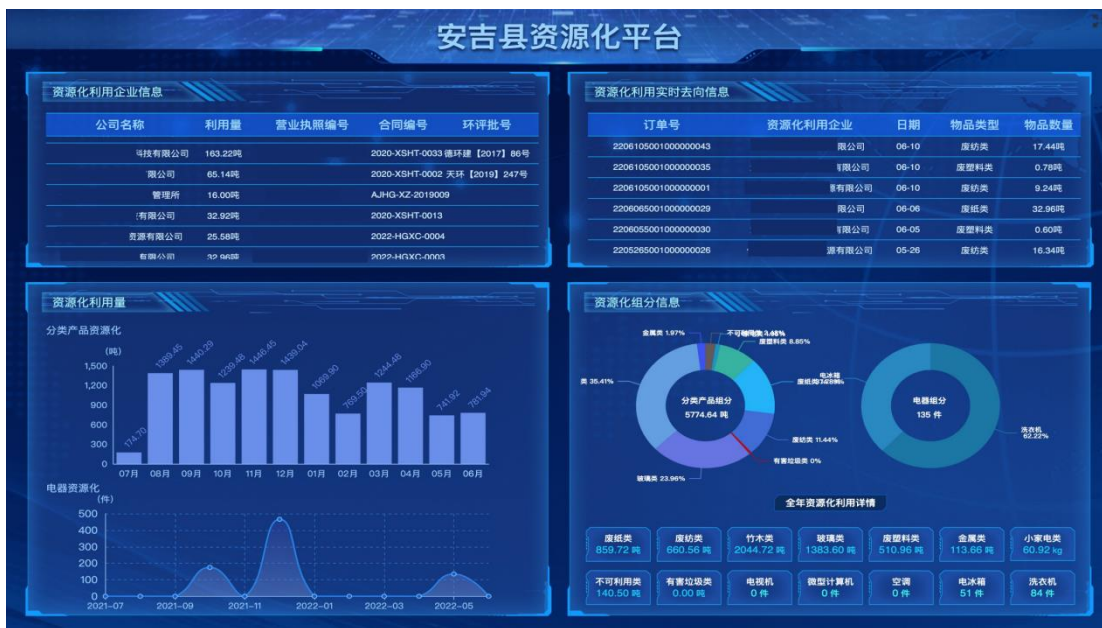 安吉县资源化平台
资源化利用企业信息
公司名称 利用量 营业执照编号 合同编号 环评批号
科技有限公司 163.22吨 2020-XSHT-0033 德环建【2017】86号
限公司 65.14吨 2020-XSHT-0002 天环【2019】247号
管理所 16.00吨 AJHG-XZ-2019009
有限公司 32.92吨 2020-XSHT-0013
资源有限公司 25.58吨 2022-HGXC-0004
有限公司 32.96吨 2022-HGXC-0003
资源化利用实时去向信息
订单号 资源化利用企业 日期 物品类型 物品数量
2206105001000000043 限公司 06-10 废纺类 17.44吨
2206105001000000035 有限公司 06-10 废塑料类 0.78吨
2206105001000000001 有限公司 06-10 废纺类 9.24吨
2206065001000000029 限公司 06-06 废纸类 32.96吨
2206055001000000030 有限公司 06-05 废塑料类 0.60吨
2205265001000000026 源有限公司 05-26 废纺类 16.34吨
资源化利用量
分类产品资源化
(吨)
1,500
1,200
900
600
300
0
174.70 1389.45 1440.29 1239.48 1446.45 1439.04 1069.90 769.50 1244.48 1166.90 741.92 781.94
07月 08月 09月 10月 11月 12月 01月 02月 03月 04月 05月 06月
电器资源化
(件)
500
400
300
200
100
0
2021-07 2021-09 2021-11 2022-01 2022-03 2022-05
资源化组分信息
金属类 1.97%
废塑料类 8.85%
类 35.41%
废纺类 11.44%
有害垃圾类 0%
玻璃类 23.96%
分类产品组分
5774.64 吨
电冰箱
电器组分
135 件
洗衣机
62.22%
全年资源化利用详情
废纸类 废纺类 竹木类 玻璃类 废塑料类 金属类 小家电类
859.72 吨 660.56 吨 2044.72 吨 1383.60 吨 510.96 吨 113.66 吨 60.92 kg
不可利用类 有害垃圾类 电视机 微型计算机 空调 电冰箱 洗衣机
140.50 吨 0.00 吨 0 件 0 件 0 件 51 件 84 件